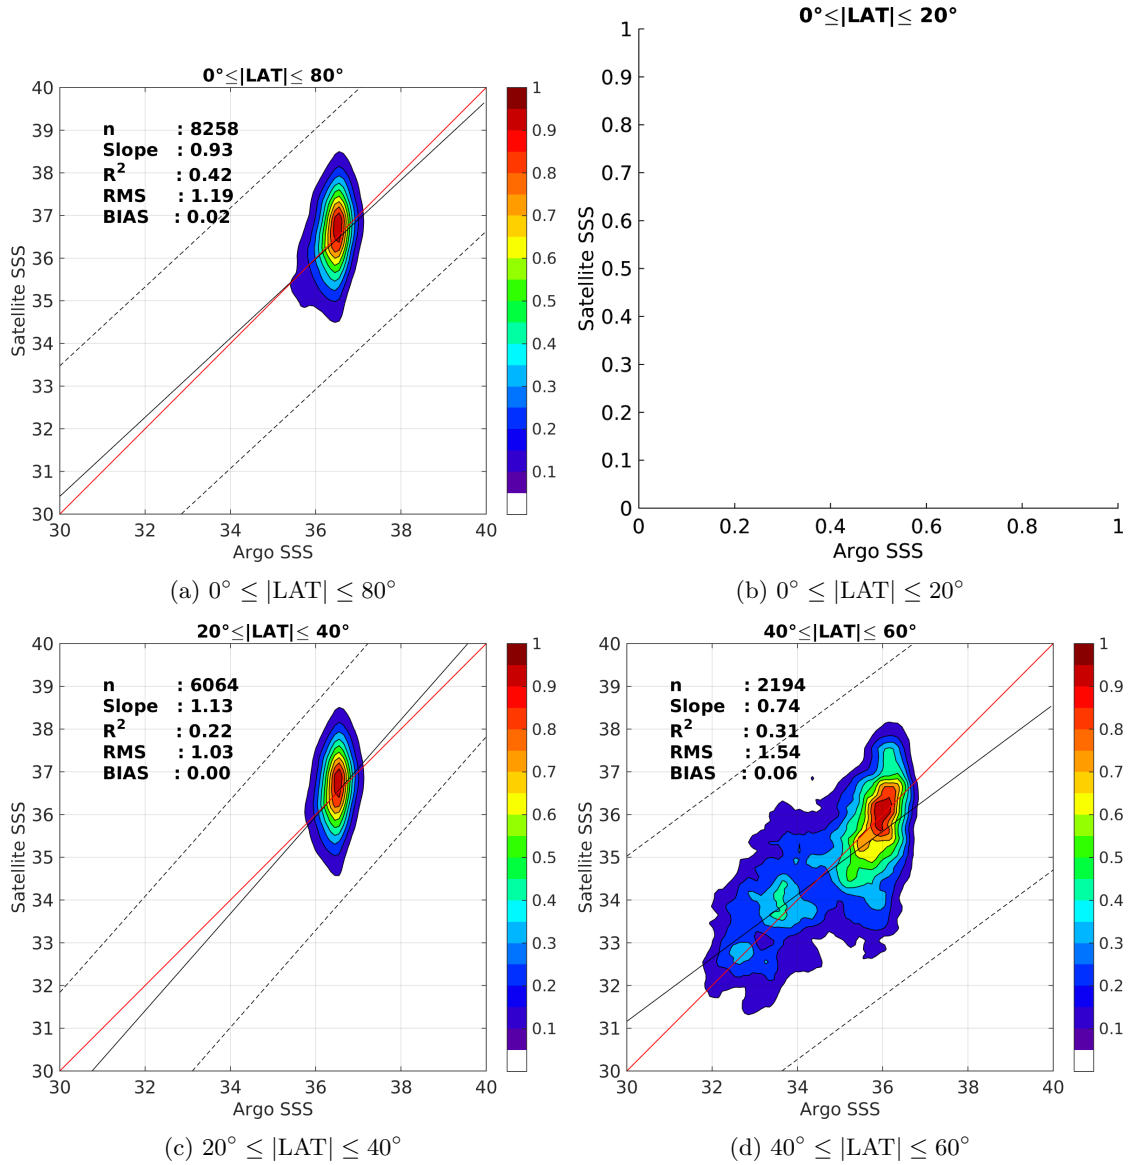 0°≤|LAT|≤ 80°
n : 8258
Slope : 0.93
R² : 0.42
RMS : 1.19
BIAS : 0.02
40
39
38
37
36
35
34
33
32
31
30
Satellite SSS
30 32 34 36 38 40
Argo SSS
1
0.9
0.8
0.7
0.6
0.5
0.4
0.3
0.2
0.1
(a) 0° ≤ |LAT| ≤ 80°
0°≤|LAT|≤ 20°
1
0.9
0.8
0.7
0.6
0.5
0.4
0.3
0.2
0.1
0
Satellite SSS
0 0.2 0.4 0.6 0.8 1
Argo SSS
(b) 0° ≤ |LAT| ≤ 20°
20°≤|LAT|≤ 40°
n : 6064
Slope : 1.13
R² : 0.22
RMS : 1.03
BIAS : 0.00
40
39
38
37
36
35
34
33
32
31
30
Satellite SSS
30 32 34 36 38 40
Argo SSS
1
0.9
0.8
0.7
0.6
0.5
0.4
0.3
0.2
0.1
(c) 20° ≤ |LAT| ≤ 40°
40°≤|LAT|≤ 60°
n : 2194
Slope : 0.74
R² : 0.31
RMS : 1.54
BIAS : 0.06
40
39
38
37
36
35
34
33
32
31
30
Satellite SSS
30 32 34 36 38 40
Argo SSS
1
0.9
0.8
0.7
0.6
0.5
0.4
0.3
0.2
0.1
(d) 40° ≤ |LAT| ≤ 60°